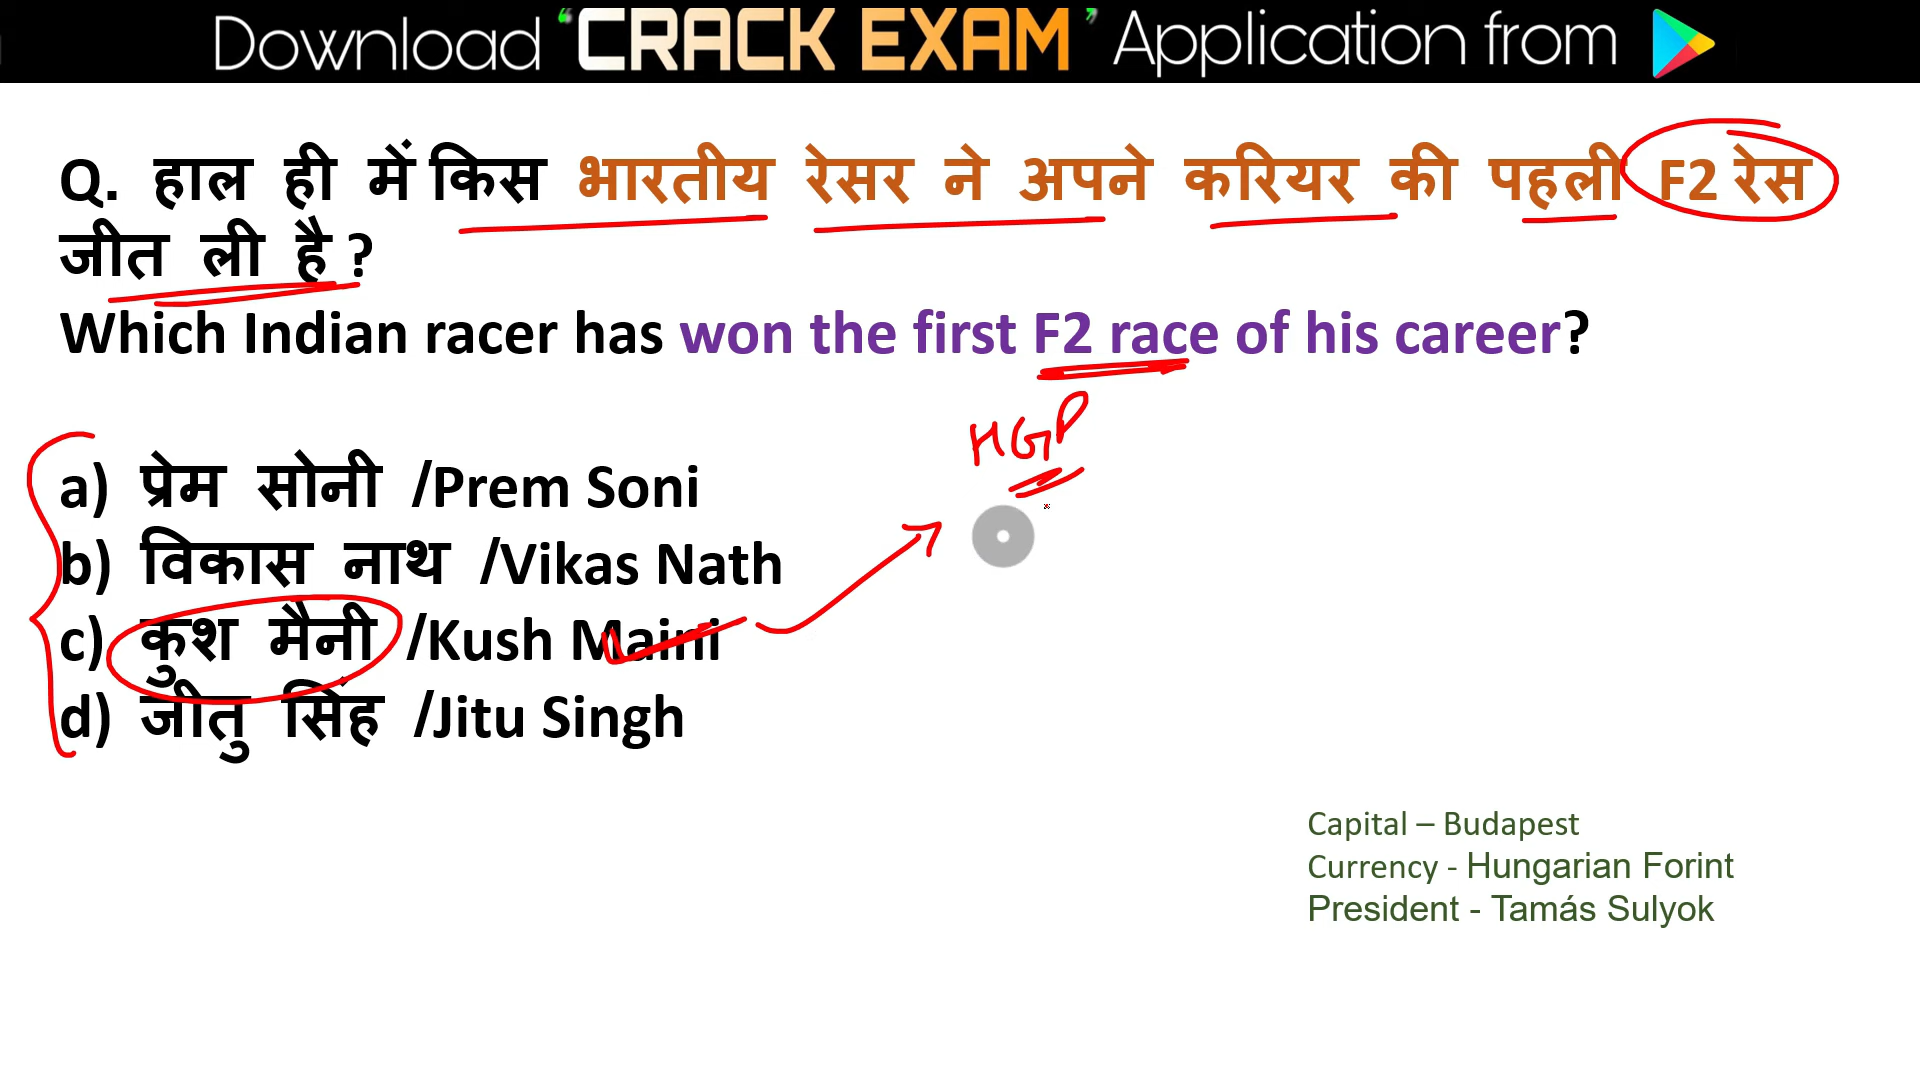 Download ‘CRACK EXAM’ Application from
Q. हाल ही में किस भारतीय रेसर ने अपने करियर की पहली F2 रेस
जीत ली है ?
Which Indian racer has won the first F2 race of his career?
HGP
a) प्रेम सोनी /Prem Soni
b) विकास नाथ /Vikas Nath
c) कुश मैनी /Kush Maini
d) जीतु सिंह /Jitu Singh
Capital – Budapest
Currency - Hungarian Forint
President - Tamás Sulyok